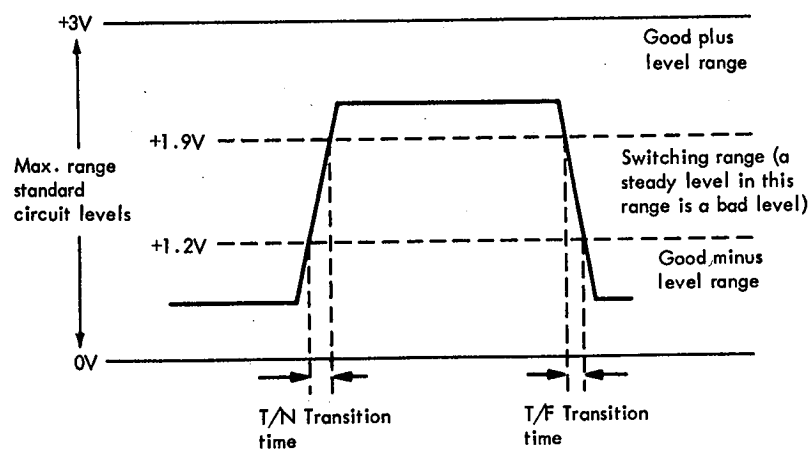 +3V
Good plus
level range
+1.9V
Max. range
standard
circuit levels
Switching range (a
steady level in this
range is a bad level)
+1.2V
Good minus
level range
0V
T/N Transition
time
T/F Transition
time